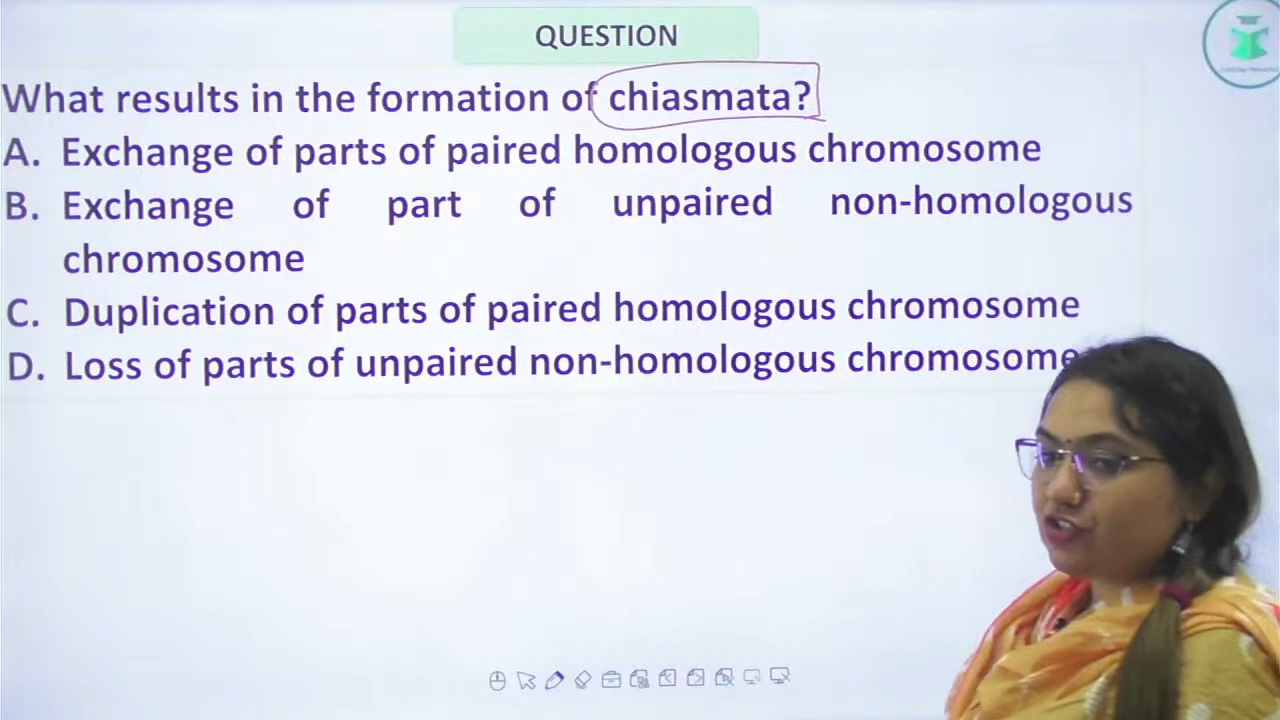 QUESTION
What results in the formation of chiasmata?
A. Exchange of parts of paired homologous chromosome
B. Exchange of part of unpaired non-homologous
chromosome
C. Duplication of parts of paired homologous chromosome
D. Loss of parts of unpaired non-homologous chromosome